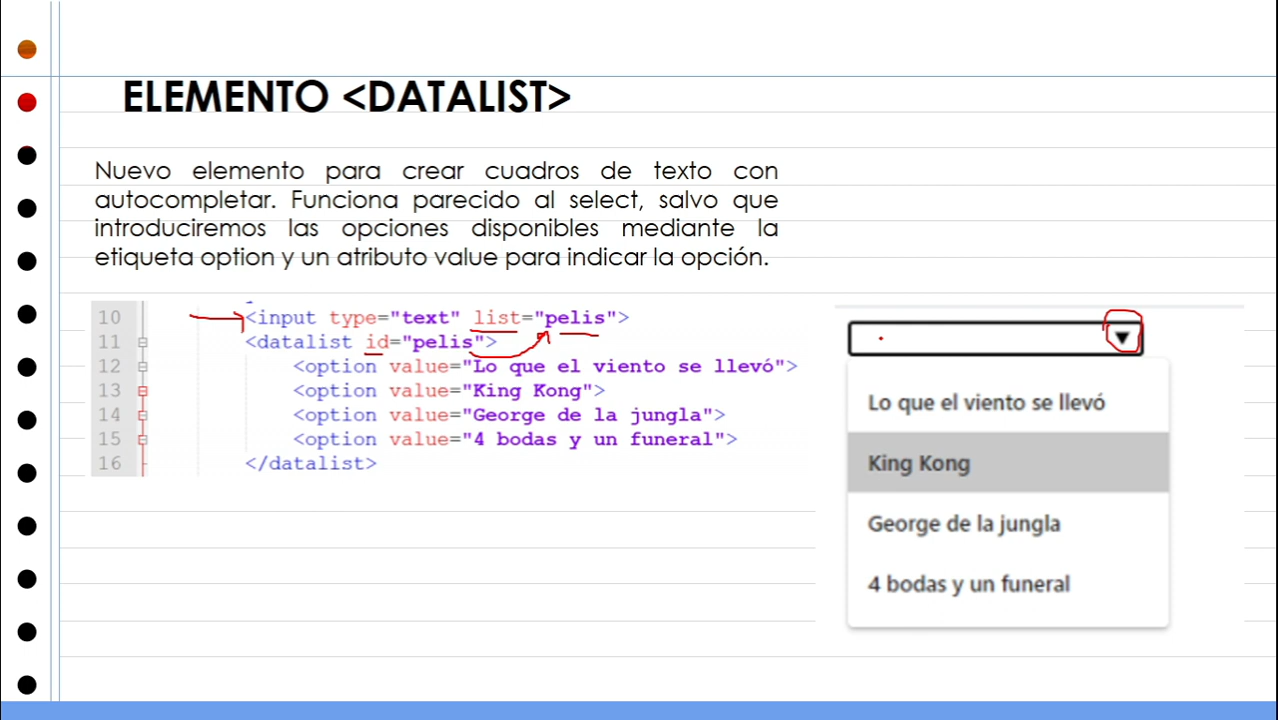 ELEMENTO <DATALIST>
Nuevo elemento para crear cuadros de texto con
autocompletar. Funciona parecido al select, salvo que
introduciremos las opciones disponibles mediante la
etiqueta option y un atributo value para indicar la opción.
10 <input type="text" list="pelis">
11 <datalist id="pelis">
12 <option value="Lo que el viento se llevó">
13 <option value="King Kong">
14 <option value="George de la jungla">
15 <option value="4 bodas y un funeral">
16 </datalist>
Lo que el viento se llevó
King Kong
George de la jungla
4 bodas y un funeral